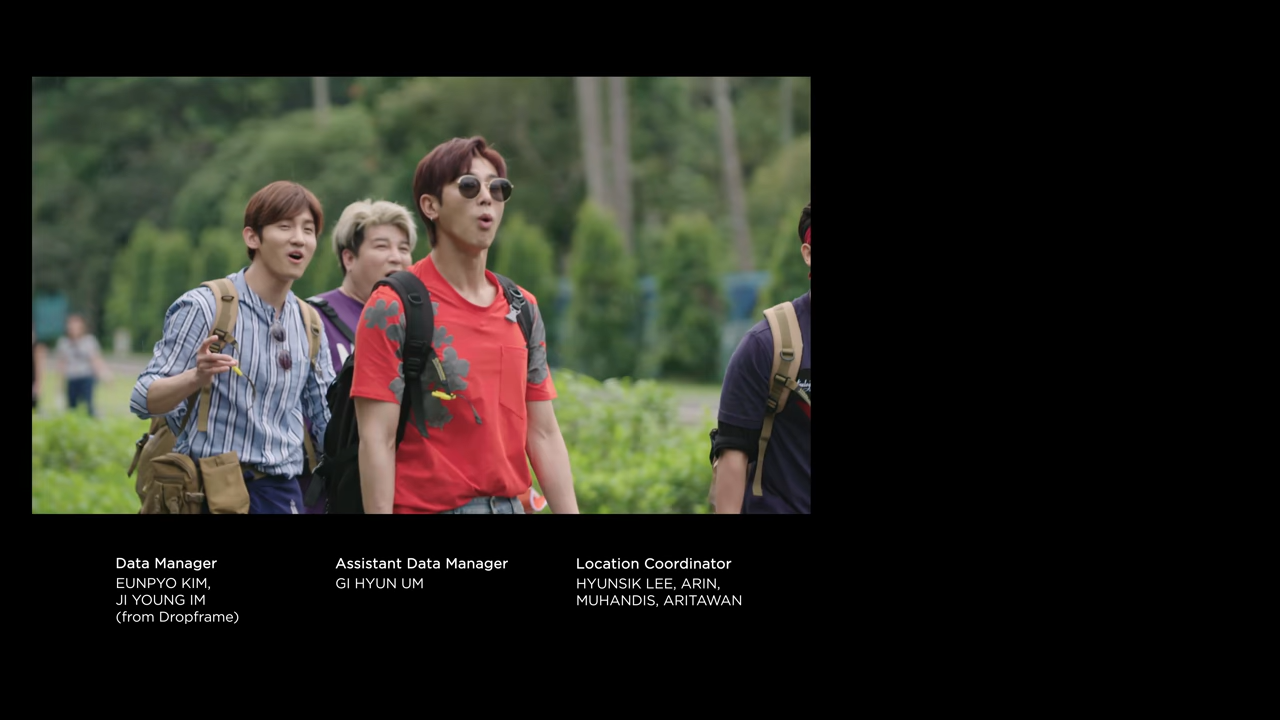 Data Manager
EUNPYO KIM,
JI YOUNG IM
(from Dropframe)
Assistant Data Manager
GI HYUN UM
Location Coordinator
HYUNSIK LEE, ARIN,
MUHANDIS, ARITAWAN